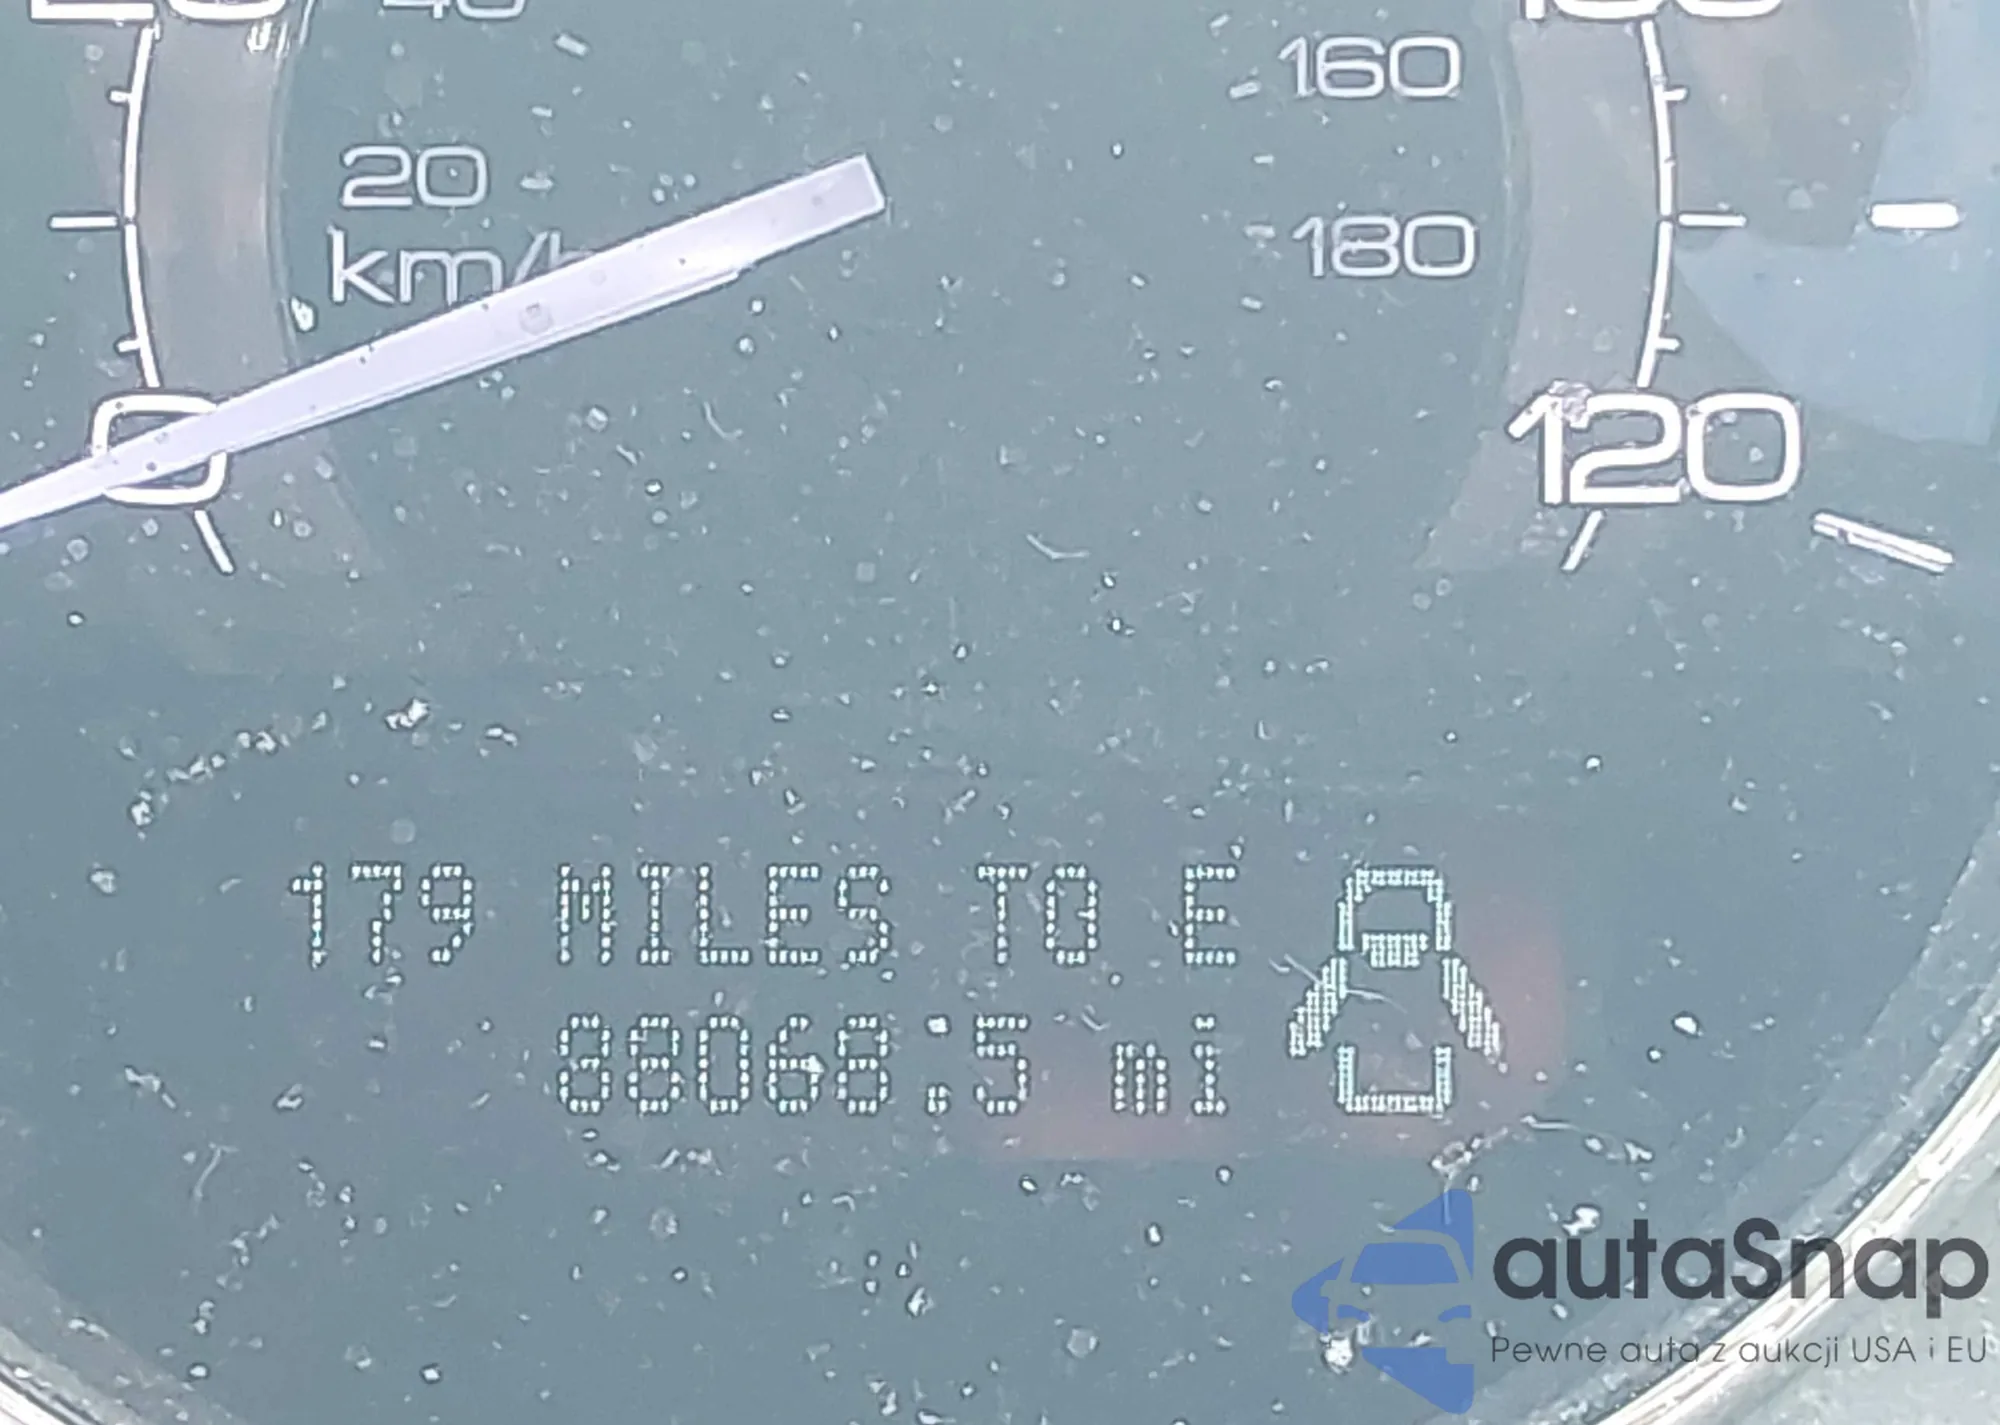 160
20
180
km/h
0
120
179 MILES TO E
88068.5 mi
autaSnap
Pewne auta z aukcji USA i EU